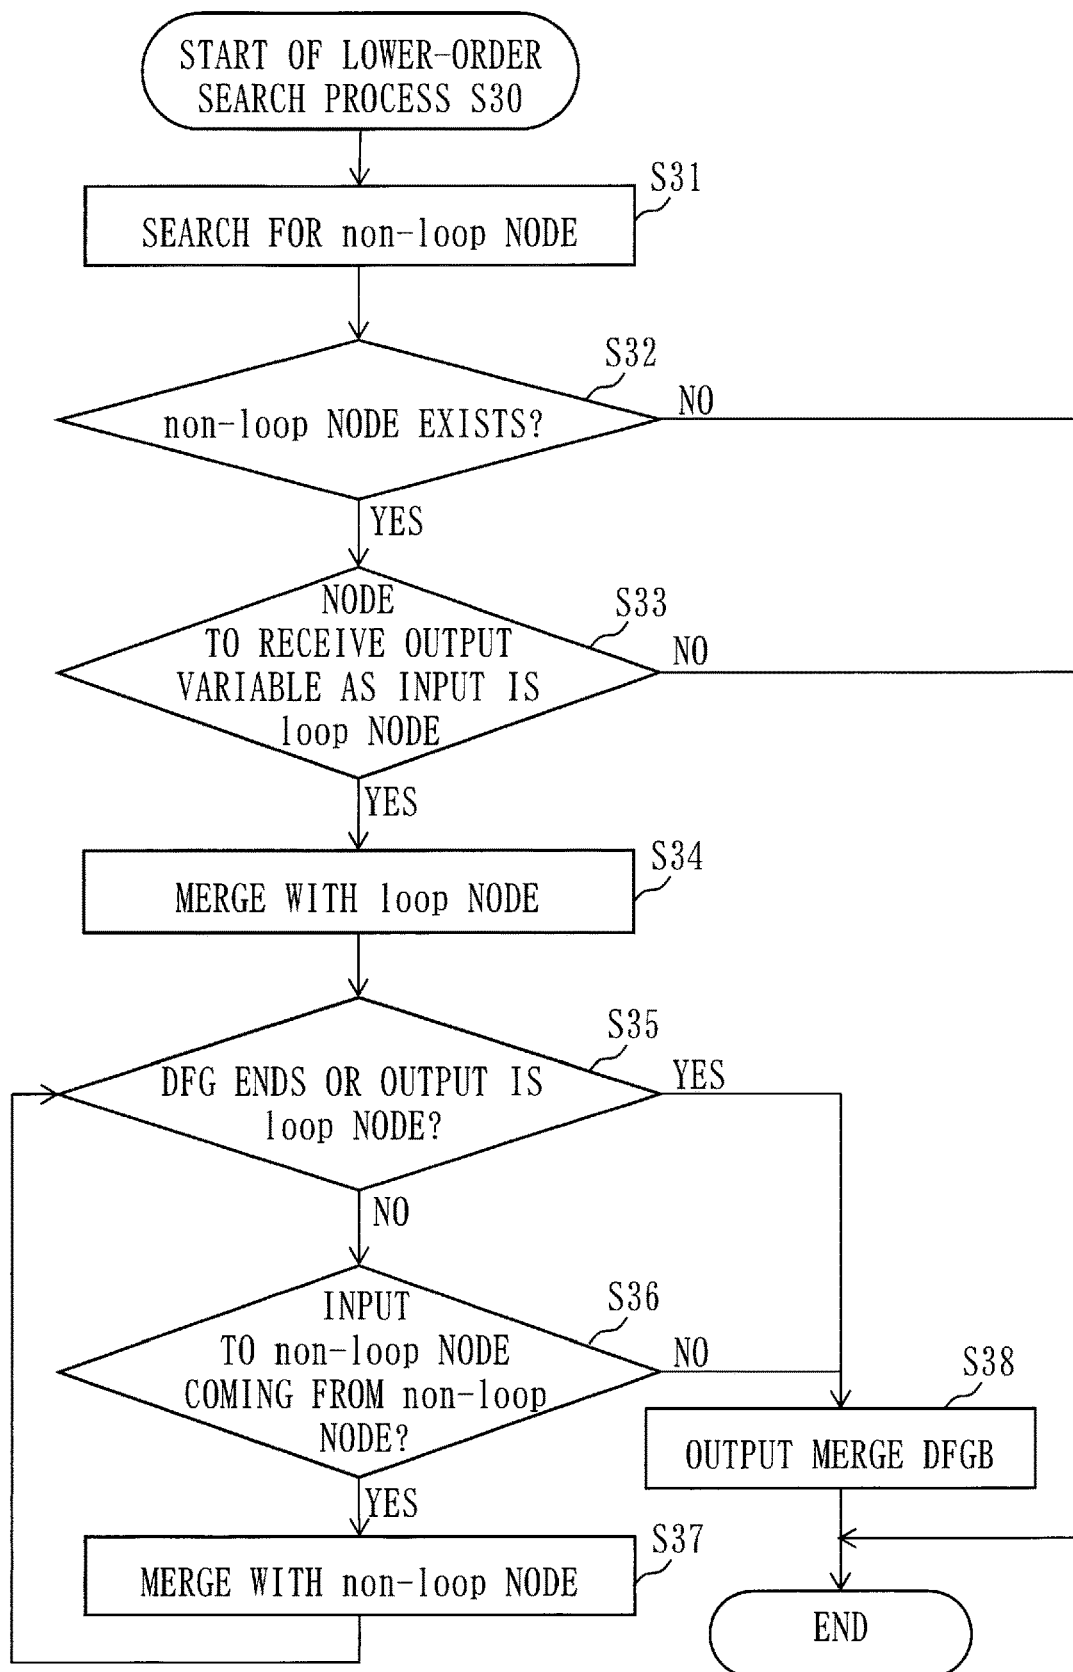 START OF LOWER-ORDER
SEARCH PROCESS S30
S31
SEARCH FOR non-loop NODE
S32
non-loop NODE EXISTS?
NO
YES
S33
NODE
TO RECEIVE OUTPUT
VARIABLE AS INPUT IS
loop NODE
NO
YES
S34
MERGE WITH loop NODE
S35
DFG ENDS OR OUTPUT IS
loop NODE?
YES
NO
S36
INPUT
TO non-loop NODE
COMING FROM non-loop
NODE?
NO
YES
S38
OUTPUT MERGE DFGB
S37
MERGE WITH non-loop NODE
END